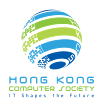 HONG KONG
COMPUTER SOCIETY
IT Shapes the Future